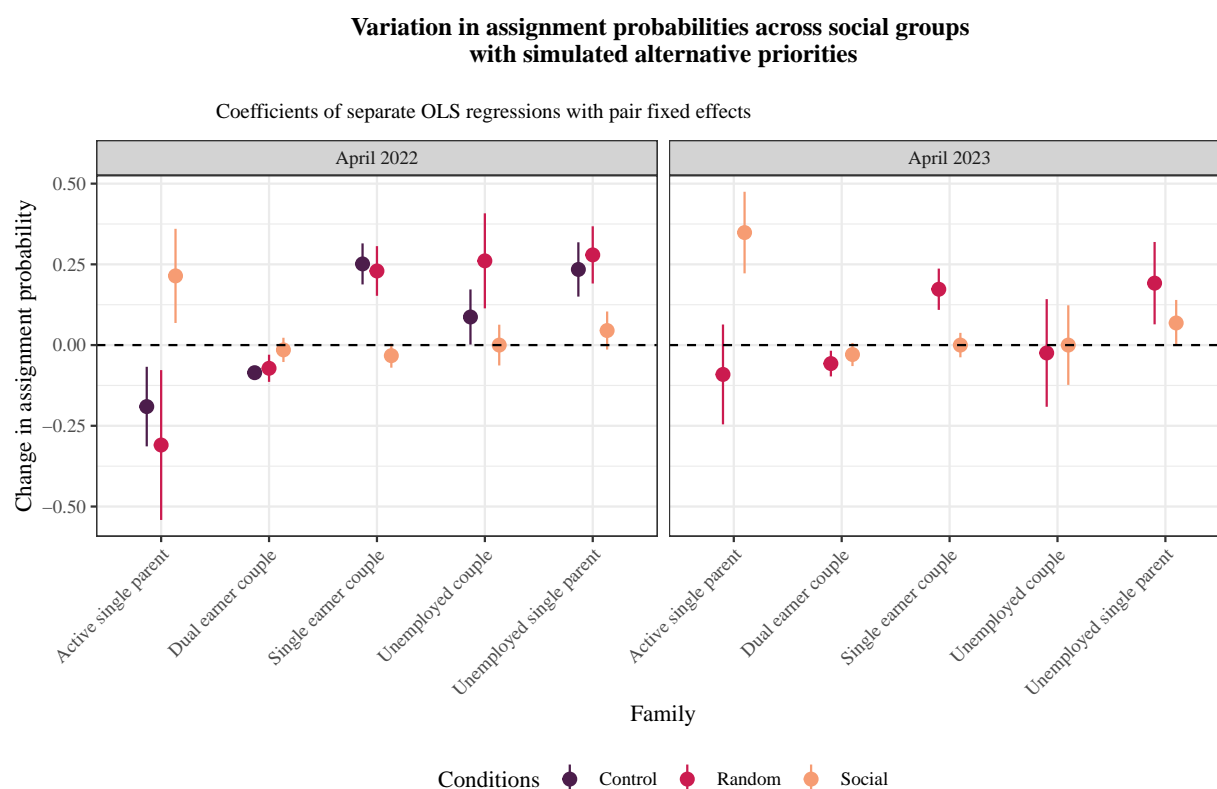 Variation in assignment probabilities across social groups
with simulated alternative priorities
Coefficients of separate OLS regressions with pair fixed effects
April 2022
April 2023
Change in assignment probability
0.50
0.25
0.00
−0.25
−0.50
Active single parent
Dual earner couple
Single earner couple
Unemployed couple
Unemployed single parent
Active single parent
Dual earner couple
Single earner couple
Unemployed couple
Unemployed single parent
Family
Conditions Control Random Social